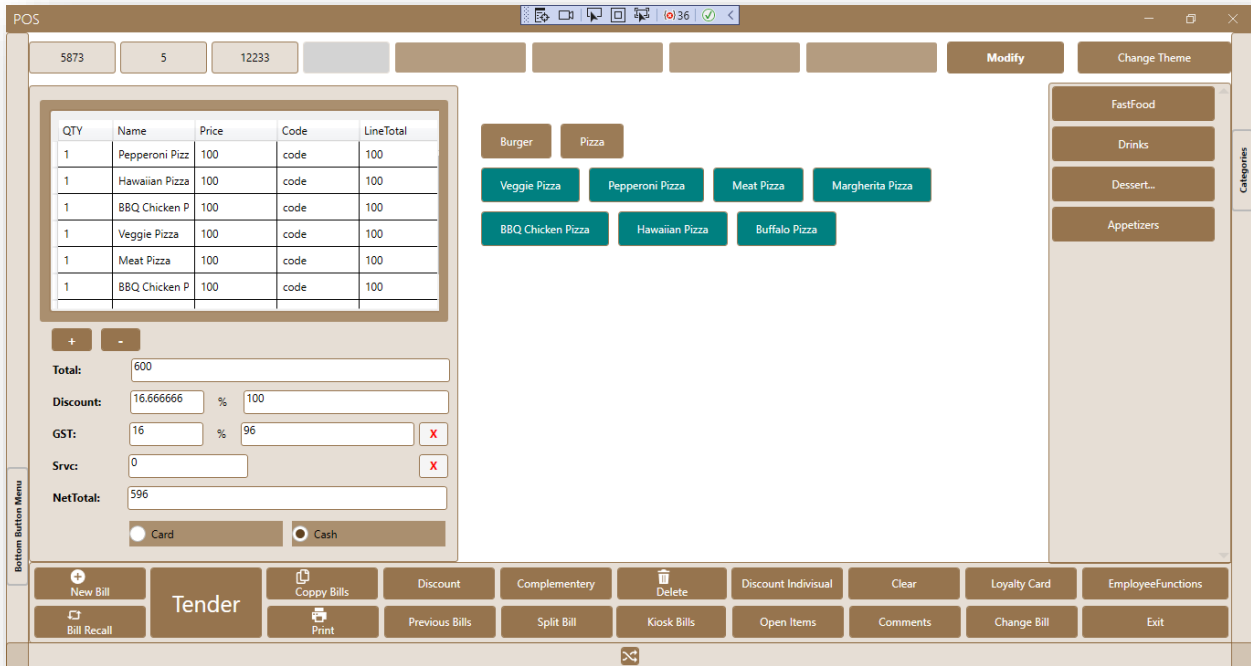 POS
36
5873 5 12233 Modify Change Theme
QTY Name Price Code LineTotal
1 Pepperoni Pizz 100 code 100
1 Hawaiian Pizza 100 code 100
1 BBQ Chicken P 100 code 100
1 Veggie Pizza 100 code 100
1 Meat Pizza 100 code 100
1 BBQ Chicken P 100 code 100
+ -
Total: 600
Discount: 16.666666 % 100
GST: 16 % 96 X
Srvc: 0 X
NetTotal: 596
Card Cash
Burger Pizza
Veggie Pizza Pepperoni Pizza Meat Pizza Margherita Pizza
BBQ Chicken Pizza Hawaiian Pizza Buffalo Pizza
FastFood
Drinks
Dessert...
Appetizers
Categories
Bottom Button Menu
New Bill Tender Coppy Bills Discount Complementery Delete Discount Indivisual Clear Loyalty Card EmployeeFunctions
Bill Recall Print Previous Bills Split Bill Kiosk Bills Open Items Comments Change Bill Exit